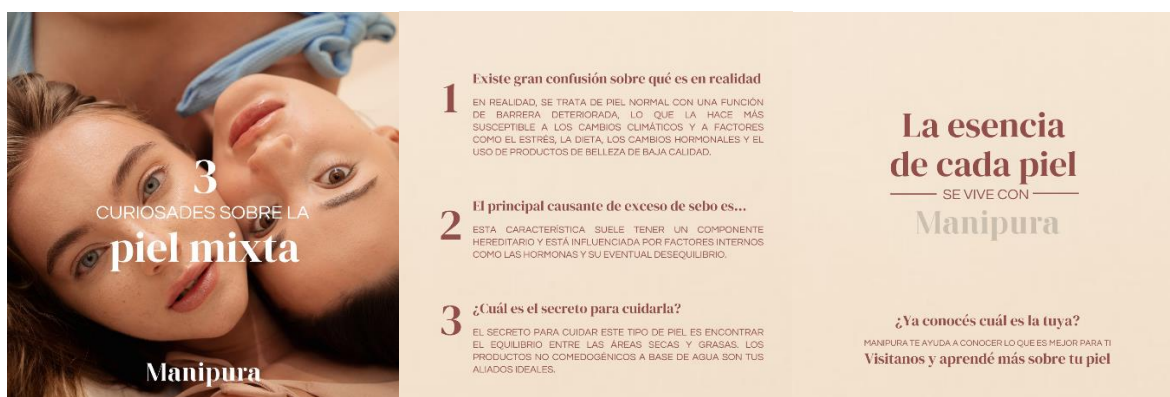 3
CURIOSADES SOBRE LA
piel mixta
Manipura
1
Existe gran confusión sobre qué es en realidad
EN REALIDAD, SE TRATA DE PIEL NORMAL CON UNA FUNCIÓN
DE BARRERA DETERIORADA, LO QUE LA HACE MÁS
SUSCEPTIBLE A LOS CAMBIOS CLIMÁTICOS Y A FACTORES
COMO EL ESTRÉS, LA DIETA, LOS CAMBIOS HORMONALES Y EL
USO DE PRODUCTOS DE BELLEZA DE BAJA CALIDAD.
2
El principal causante de exceso de sebo es...
ESTA CARACTERÍSTICA SUELE TENER UN COMPONENTE
HEREDITARIO Y ESTÁ INFLUENCIADA POR FACTORES INTERNOS
COMO LAS HORMONAS Y SU EVENTUAL DESEQUILIBRIO.
3
¿Cuál es el secreto para cuidarla?
EL SECRETO PARA CUIDAR ESTE TIPO DE PIEL ES ENCONTRAR
EL EQUILIBRIO ENTRE LAS ÁREAS SECAS Y GRASAS. LOS
PRODUCTOS NO COMEDOGÉNICOS A BASE DE AGUA SON TUS
ALIADOS IDEALES.
La esencia
de cada piel
SE VIVE CON
Manipura
¿Ya conocés cuál es la tuya?
MANIPURA TE AYUDA A CONOCER LO QUE ES MEJOR PARA TI
Visitanos y aprendé más sobre tu piel